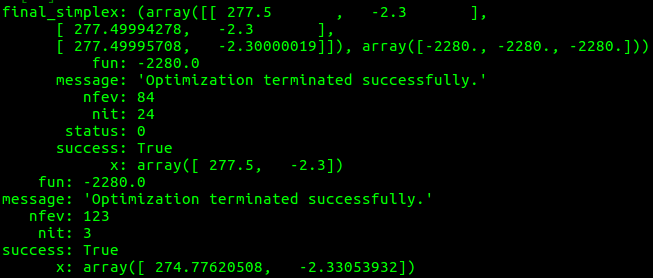 final_simplex: (array([[ 277.5       ,   -2.3       ],
       [ 277.49994278,   -2.3       ],
       [ 277.49995708,   -2.30000019]]), array([-2280., -2280., -2280.]))
           fun: -2280.0
       message: 'Optimization terminated successfully.'
          nfev: 84
           nit: 24
        status: 0
       success: True
             x: array([ 277.5,   -2.3])
     fun: -2280.0
 message: 'Optimization terminated successfully.'
    nfev: 123
     nit: 3
 success: True
       x: array([ 274.77620508,   -2.33053932])